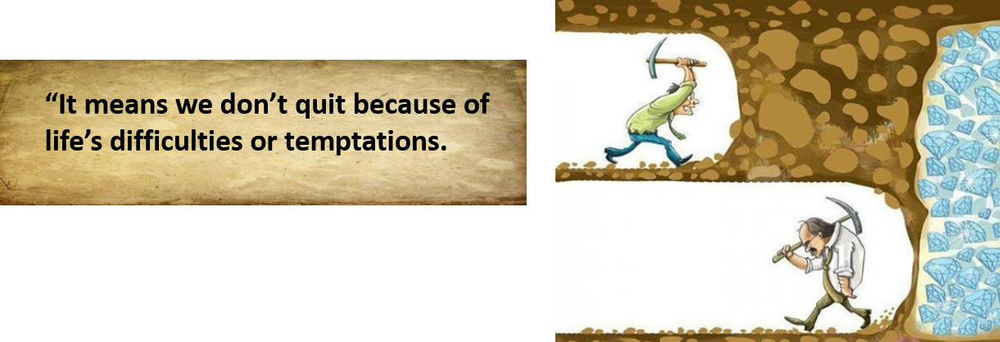 “It means we don’t quit because of
life’s difficulties or temptations.